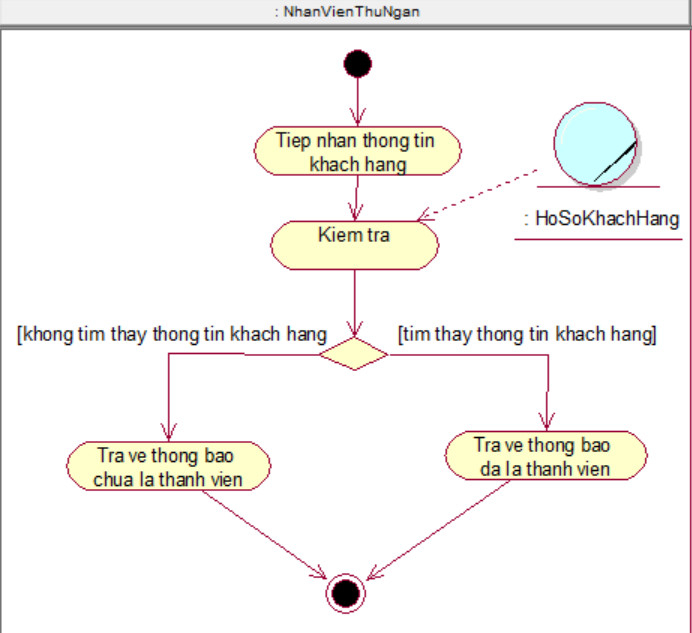 : NhanVienThuNgan
Tiep nhan thong tin
khach hang
: HoSoKhachHang
Kiem tra
[khong tim thay thong tin khach hang
[tim thay thong tin khach hang]
Tra ve thong bao
chua la thanh vien
Tra ve thong bao
da la thanh vien